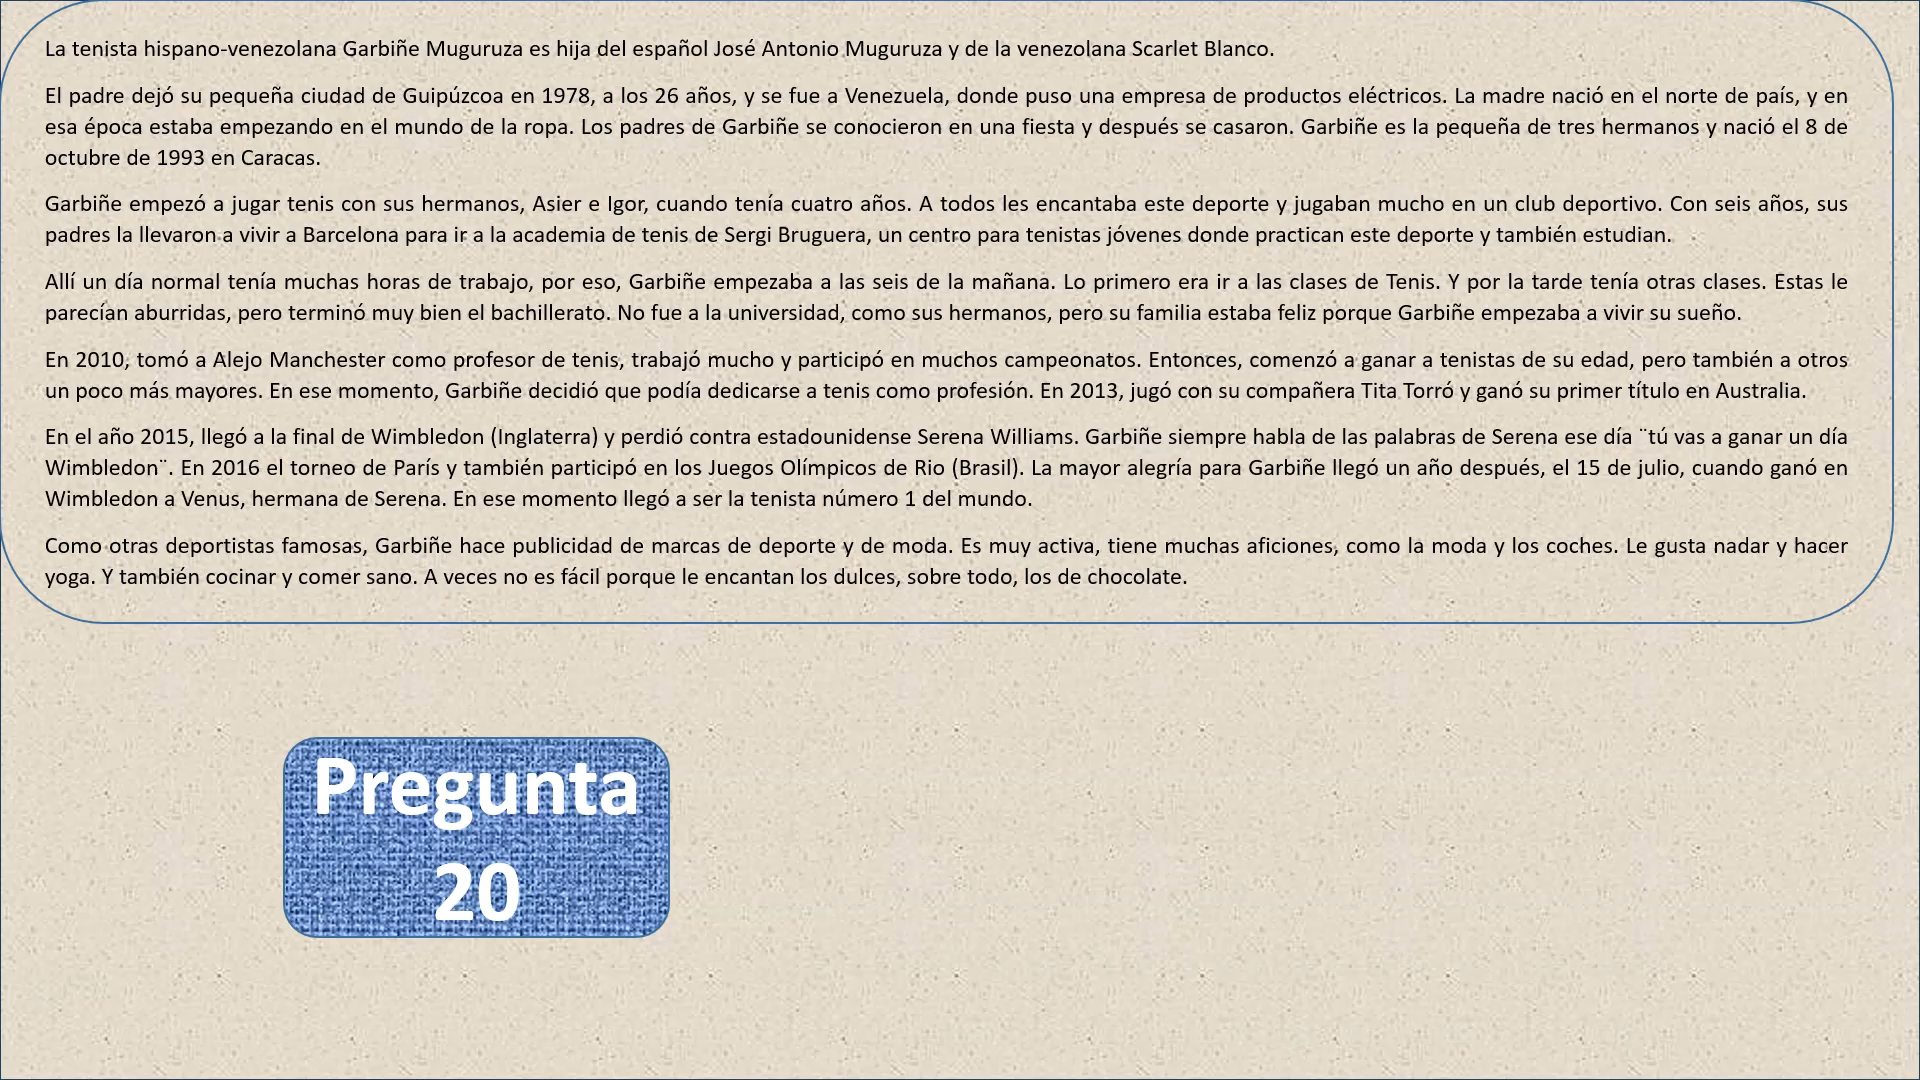 La tenista hispano-venezolana Garbiñe Muguruza es hija del español José Antonio Muguruza y de la venezolana Scarlet Blanco.
El padre dejó su pequeña ciudad de Guipúzcoa en 1978, a los 26 años, y se fue a Venezuela, donde puso una empresa de productos eléctricos. La madre nació en el norte de país, y en
esa época estaba empezando en el mundo de la ropa. Los padres de Garbiñe se conocieron en una fiesta y después se casaron. Garbiñe es la pequeña de tres hermanos y nació el 8 de
octubre de 1993 en Caracas.
Garbiñe empezó a jugar tenis con sus hermanos, Asier e Igor, cuando tenía cuatro años. A todos les encantaba este deporte y jugaban mucho en un club deportivo. Con seis años, sus
padres la llevaron a vivir a Barcelona para ir a la academia de tenis de Sergi Bruguera, un centro para tenistas jóvenes donde practican este deporte y también estudian.
Allí un día normal tenía muchas horas de trabajo, por eso, Garbiñe empezaba a las seis de la mañana. Lo primero era ir a las clases de Tenis. Y por la tarde tenía otras clases. Estas le
parecían aburridas, pero terminó muy bien el bachillerato. No fue a la universidad, como sus hermanos, pero su familia estaba feliz porque Garbiñe empezaba a vivir su sueño.
En 2010, tomó a Alejo Manchester como profesor de tenis, trabajó mucho y participó en muchos campeonatos. Entonces, comenzó a ganar a tenistas de su edad, pero también a otros
un poco más mayores. En ese momento, Garbiñe decidió que podía dedicarse a tenis como profesión. En 2013, jugó con su compañera Tita Torró y ganó su primer título en Australia.
En el año 2015, llegó a la final de Wimbledon (Inglaterra) y perdió contra estadounidense Serena Williams. Garbiñe siempre habla de las palabras de Serena ese día ¨tú vas a ganar un día
Wimbledon¨. En 2016 el torneo de París y también participó en los Juegos Olímpicos de Rio (Brasil). La mayor alegría para Garbiñe llegó un año después, el 15 de julio, cuando ganó en
Wimbledon a Venus, hermana de Serena. En ese momento llegó a ser la tenista número 1 del mundo.
Como otras deportistas famosas, Garbiñe hace publicidad de marcas de deporte y de moda. Es muy activa, tiene muchas aficiones, como la moda y los coches. Le gusta nadar y hacer
yoga. Y también cocinar y comer sano. A veces no es fácil porque le encantan los dulces, sobre todo, los de chocolate.
Pregunta
20